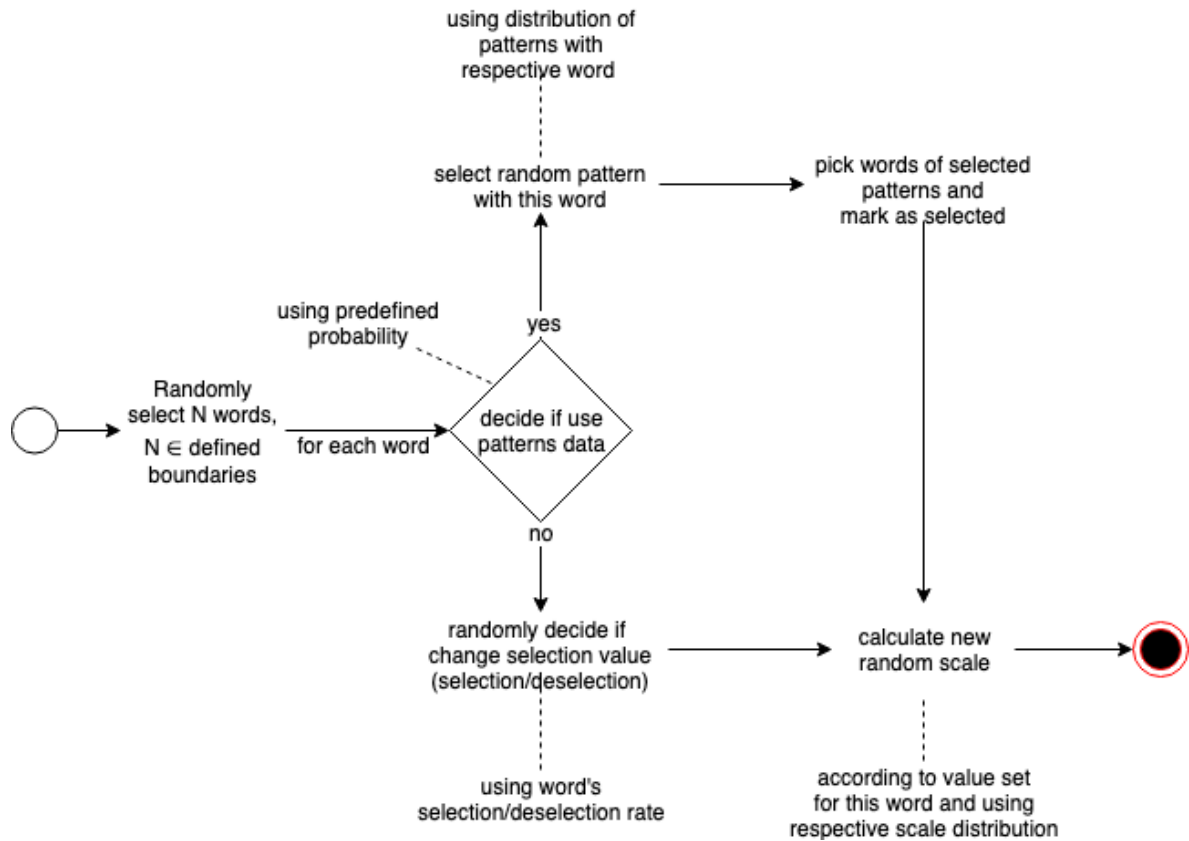 using distribution of
patterns with
respective word
select random pattern
with this word
pick words of selected
patterns and
mark as selected
using predefined
probability
yes
Randomly
select N words,
N ∈ defined
boundaries
for each word
decide if use
patterns data
no
randomly decide if
change selection value
(selection/deselection)
calculate new
random scale
using word's
selection/deselection rate
according to value set
for this word and using
respective scale distribution